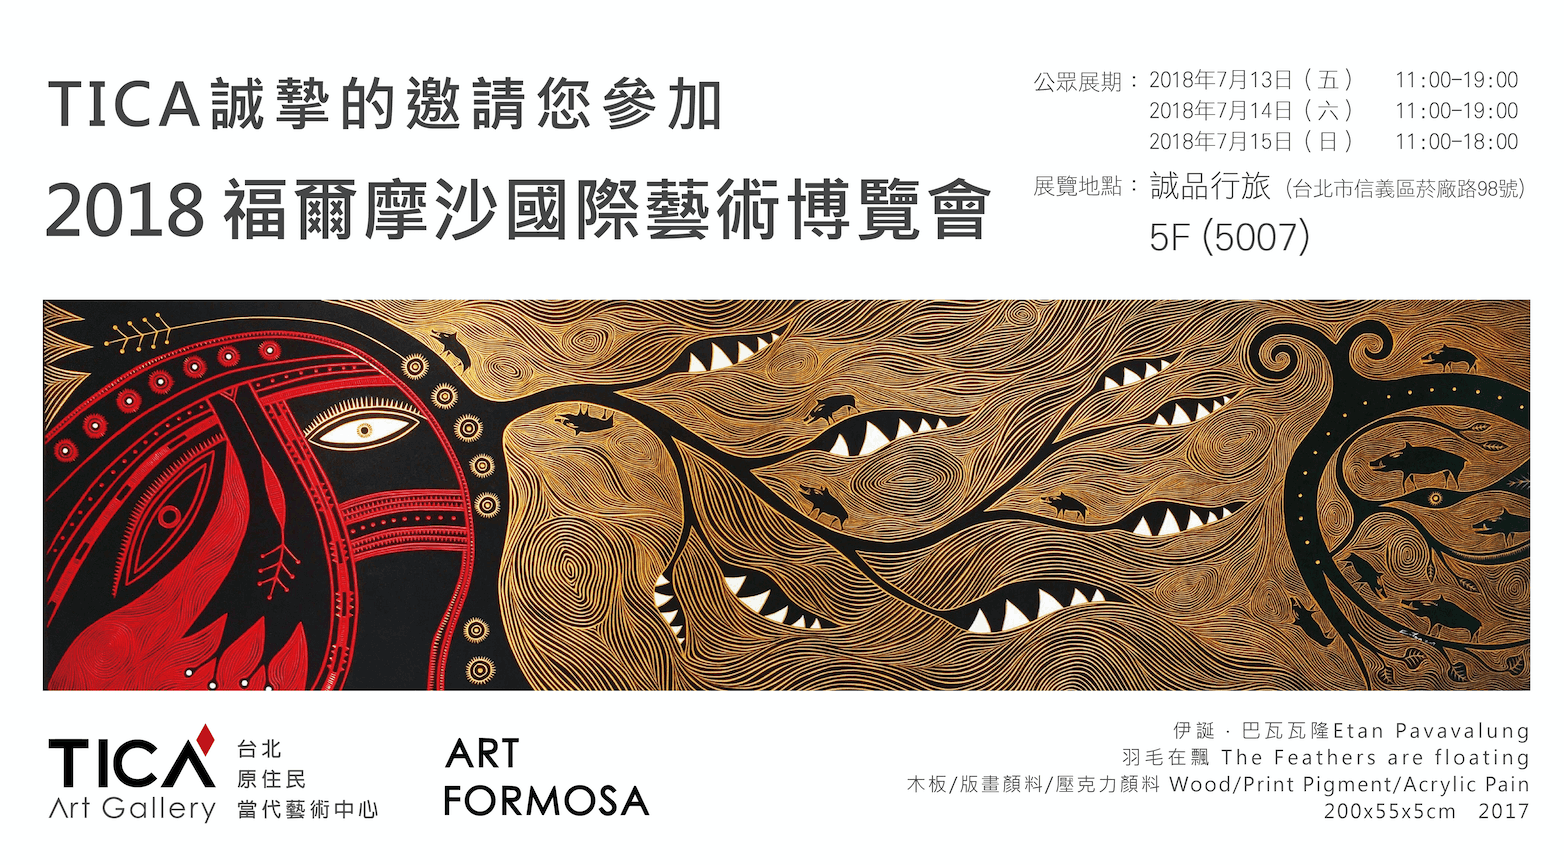 TICA誠摯的邀請您參加
2018 福爾摩沙國際藝術博覽會
公眾展期： 2018年7月13日（五） 11:00-19:00
2018年7月14日（六） 11:00-19:00
2018年7月15日（日） 11:00-18:00
展覽地點： 誠品行旅 (台北市信義區菸廠路98號)
5F (5007)
TICA
Art Gallery
台北
原住民
當代藝術中心
ART
FORMOSA
伊誕．巴瓦瓦隆Etan Pavavalung
羽毛在飄 The Feathers are floating
木板/版畫顏料/壓克力顏料 Wood/Print Pigment/Acrylic Pain
200x55x5cm 2017